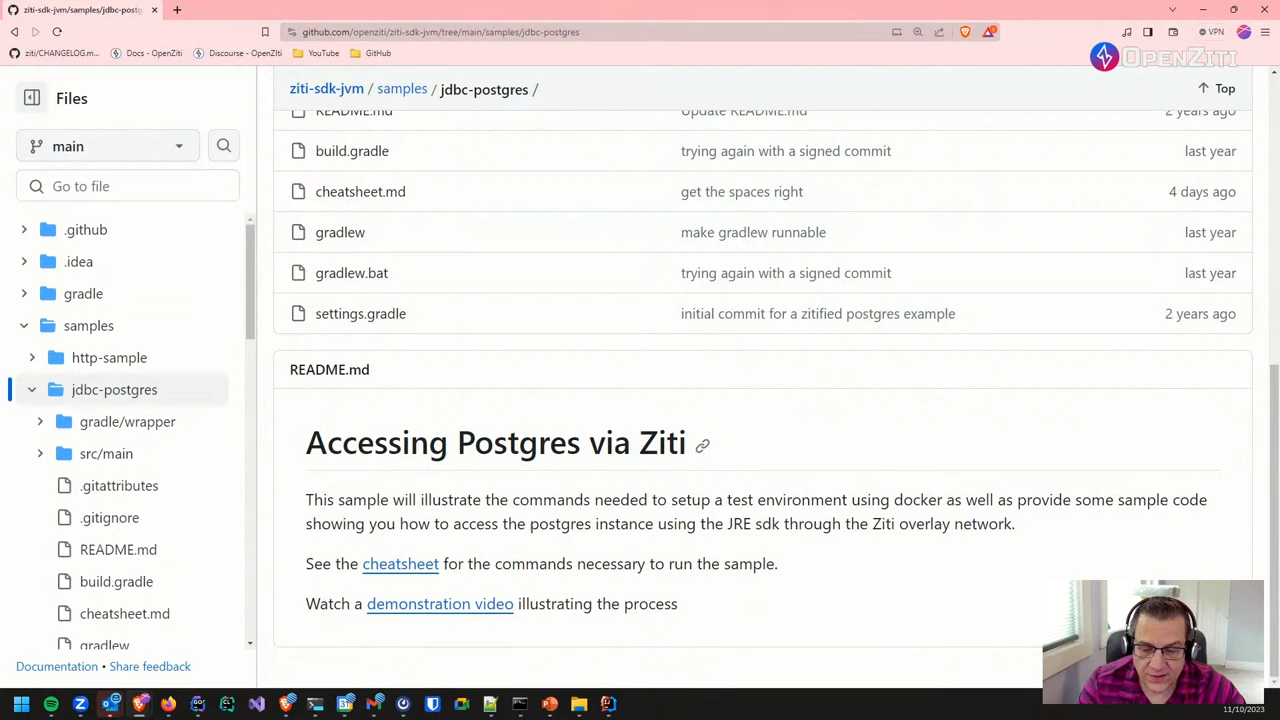 ziti-sdk-jvm/samples/jdbc-postg
github.com/openziti/ziti-sdk-jvm/tree/main/samples/jdbc-postgres
VPN
ziti/CHANGELOG.m...
Docs - OpenZiti
Discourse - OpenZiti
YouTube
GitHub
OPENZITI
Files
ziti-sdk-jvm / samples / jdbc-postgres /
Top
main
Go to file
README.md
Update README.md
2 years ago
build.gradle
trying again with a signed commit
last year
cheatsheet.md
get the spaces right
4 days ago
gradlew
make gradlew runnable
last year
gradlew.bat
trying again with a signed commit
last year
settings.gradle
initial commit for a zitified postgres example
2 years ago
.github
.idea
gradle
samples
http-sample
jdbc-postgres
gradle/wrapper
src/main
.gitattributes
.gitignore
README.md
build.gradle
cheatsheet.md
gradlew
Documentation • Share feedback
README.md
Accessing Postgres via Ziti
This sample will illustrate the commands needed to setup a test environment using docker as well as provide some sample code
showing you how to access the postgres instance using the JRE sdk through the Ziti overlay network.
See the cheatsheet for the commands necessary to run the sample.
Watch a demonstration video illustrating the process
11/10/2023